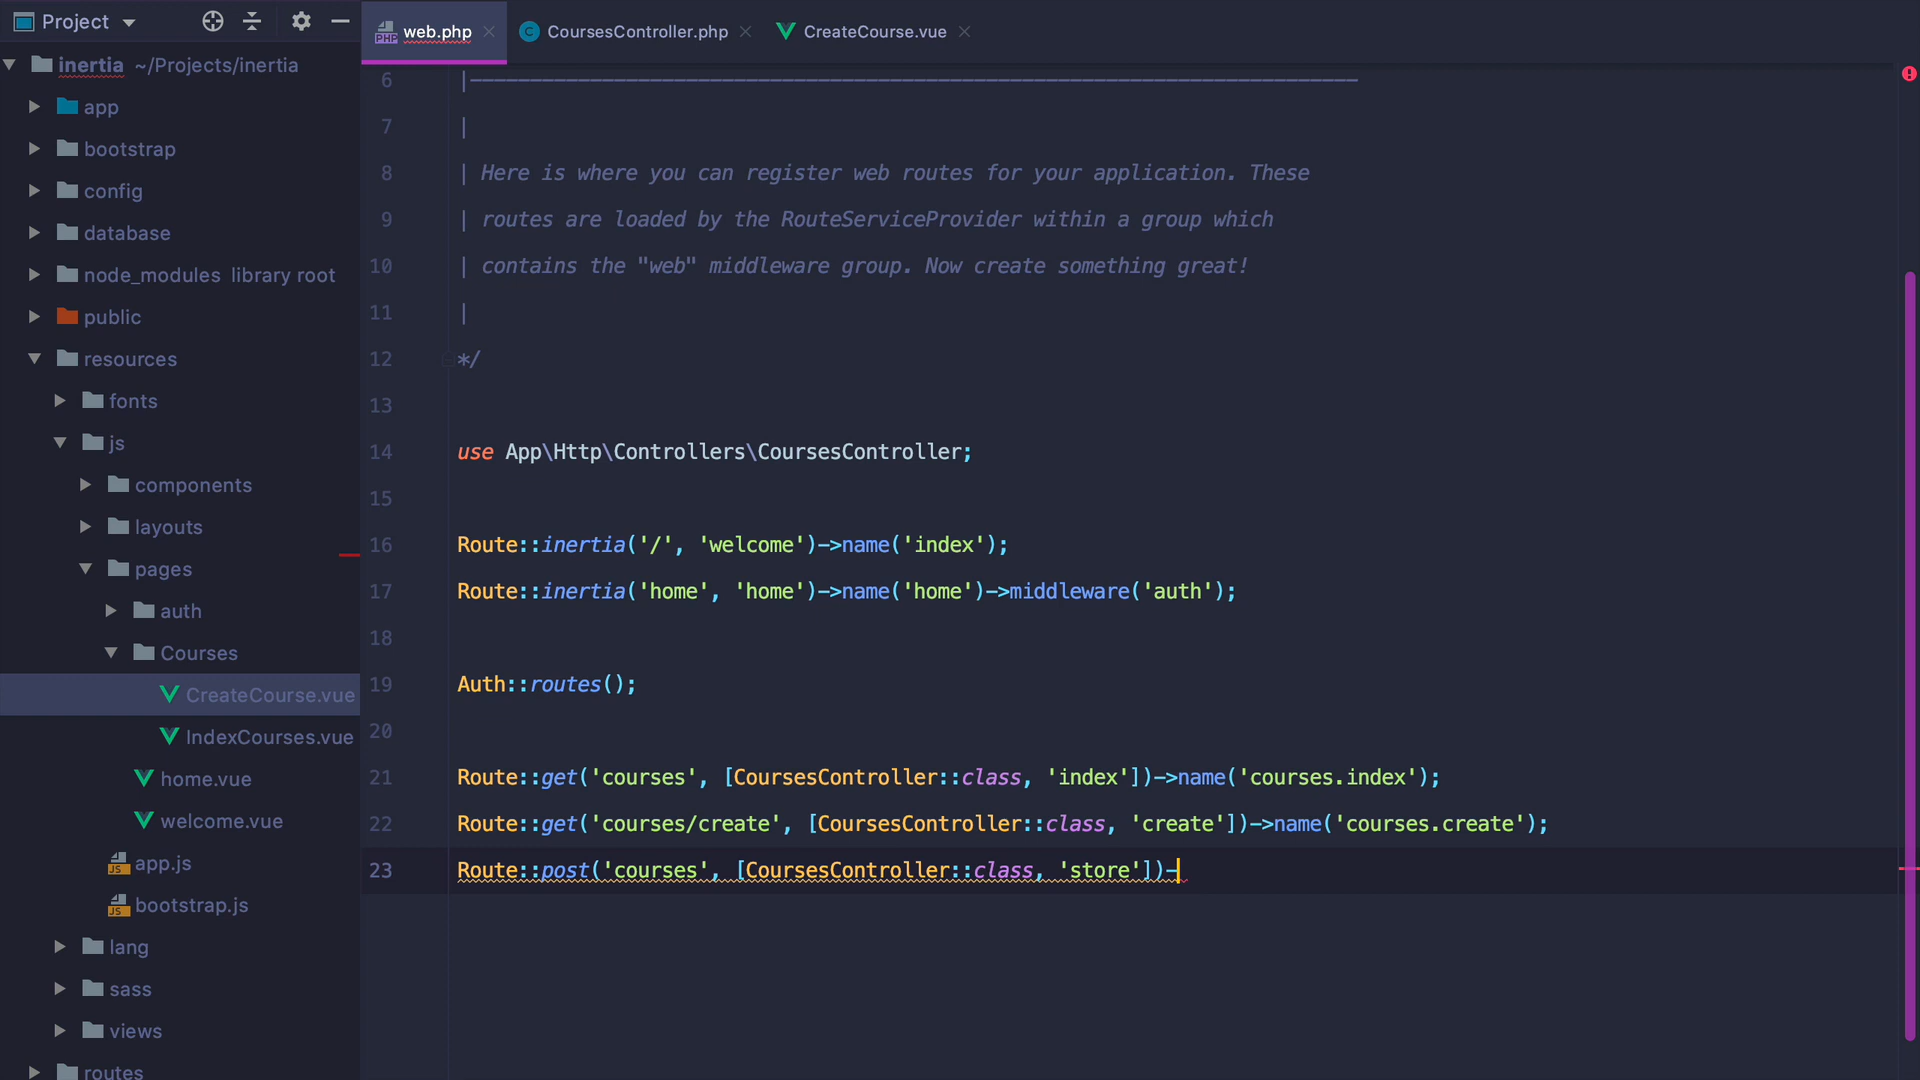 Project
web.php
CoursesController.php
CreateCourse.vue
inertia ~/Projects/inertia
app
bootstrap
config
database
node_modules library root
public
resources
fonts
js
components
layouts
pages
auth
Courses
CreateCourse.vue
IndexCourses.vue
home.vue
welcome.vue
app.js
bootstrap.js
lang
sass
views
routes
6 |--------------------------------------------------------------------------
7 |
8 | Here is where you can register web routes for your application. These
9 | routes are loaded by the RouteServiceProvider within a group which
10 | contains the "web" middleware group. Now create something great!
11 |
12 */
13
14 use App\Http\Controllers\CoursesController;
15
16 Route::inertia('/', 'welcome')->name('index');
17 Route::inertia('home', 'home')->name('home')->middleware('auth');
18
19 Auth::routes();
20
21 Route::get('courses', [CoursesController::class, 'index'])->name('courses.index');
22 Route::get('courses/create', [CoursesController::class, 'create'])->name('courses.create');
23 Route::post('courses', [CoursesController::class, 'store'])-